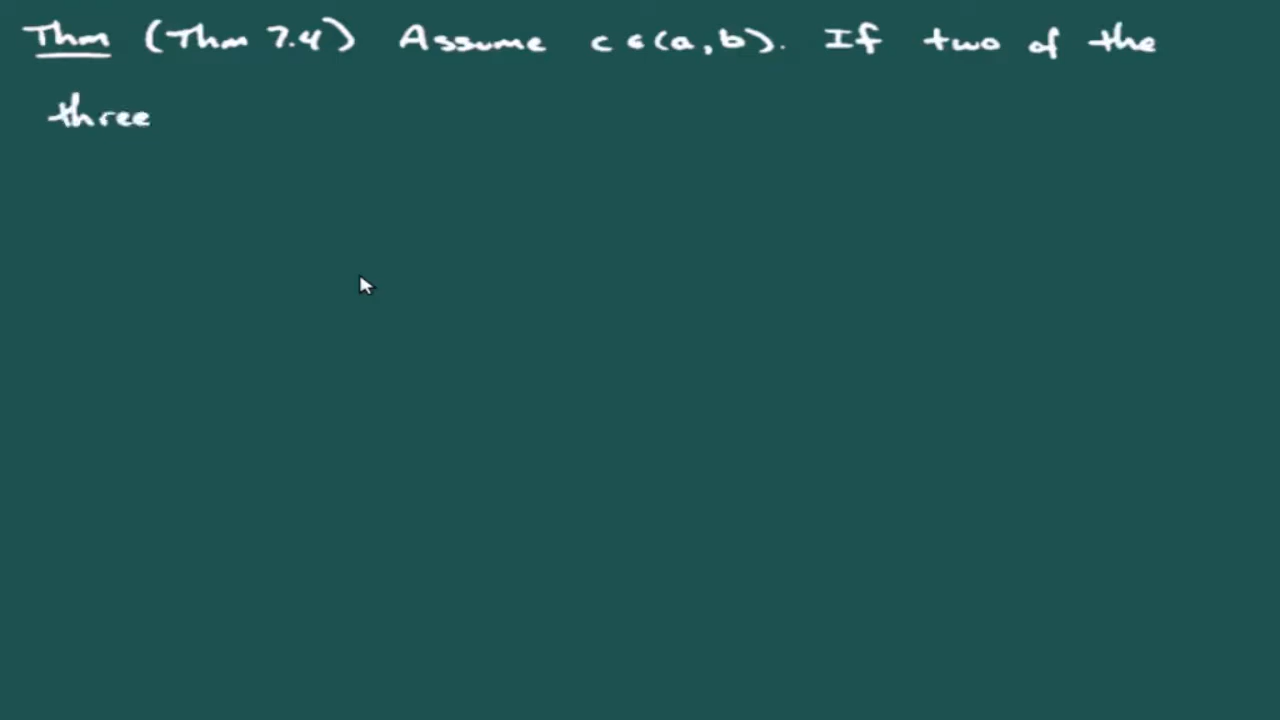 Thm (Thm 7.4) Assume c ∈ (a,b). If two of the
three